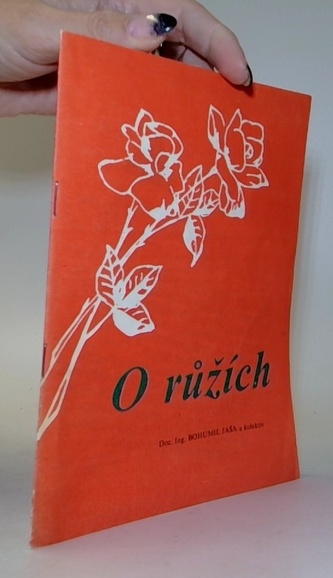 O růžích
Doc. Ing. BOHUMIL JAŠA a kolektiv